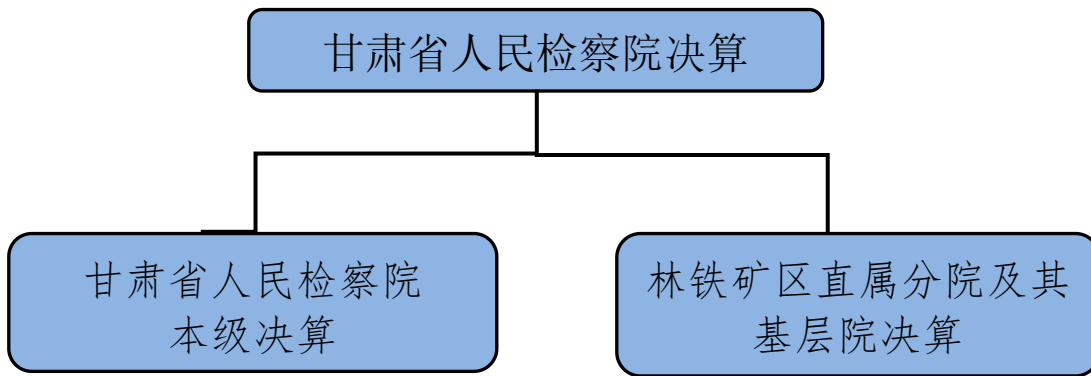 甘肃省人民检察院决算
甘肃省人民检察院
本级决算
林铁矿区直属分院及其
基层院决算